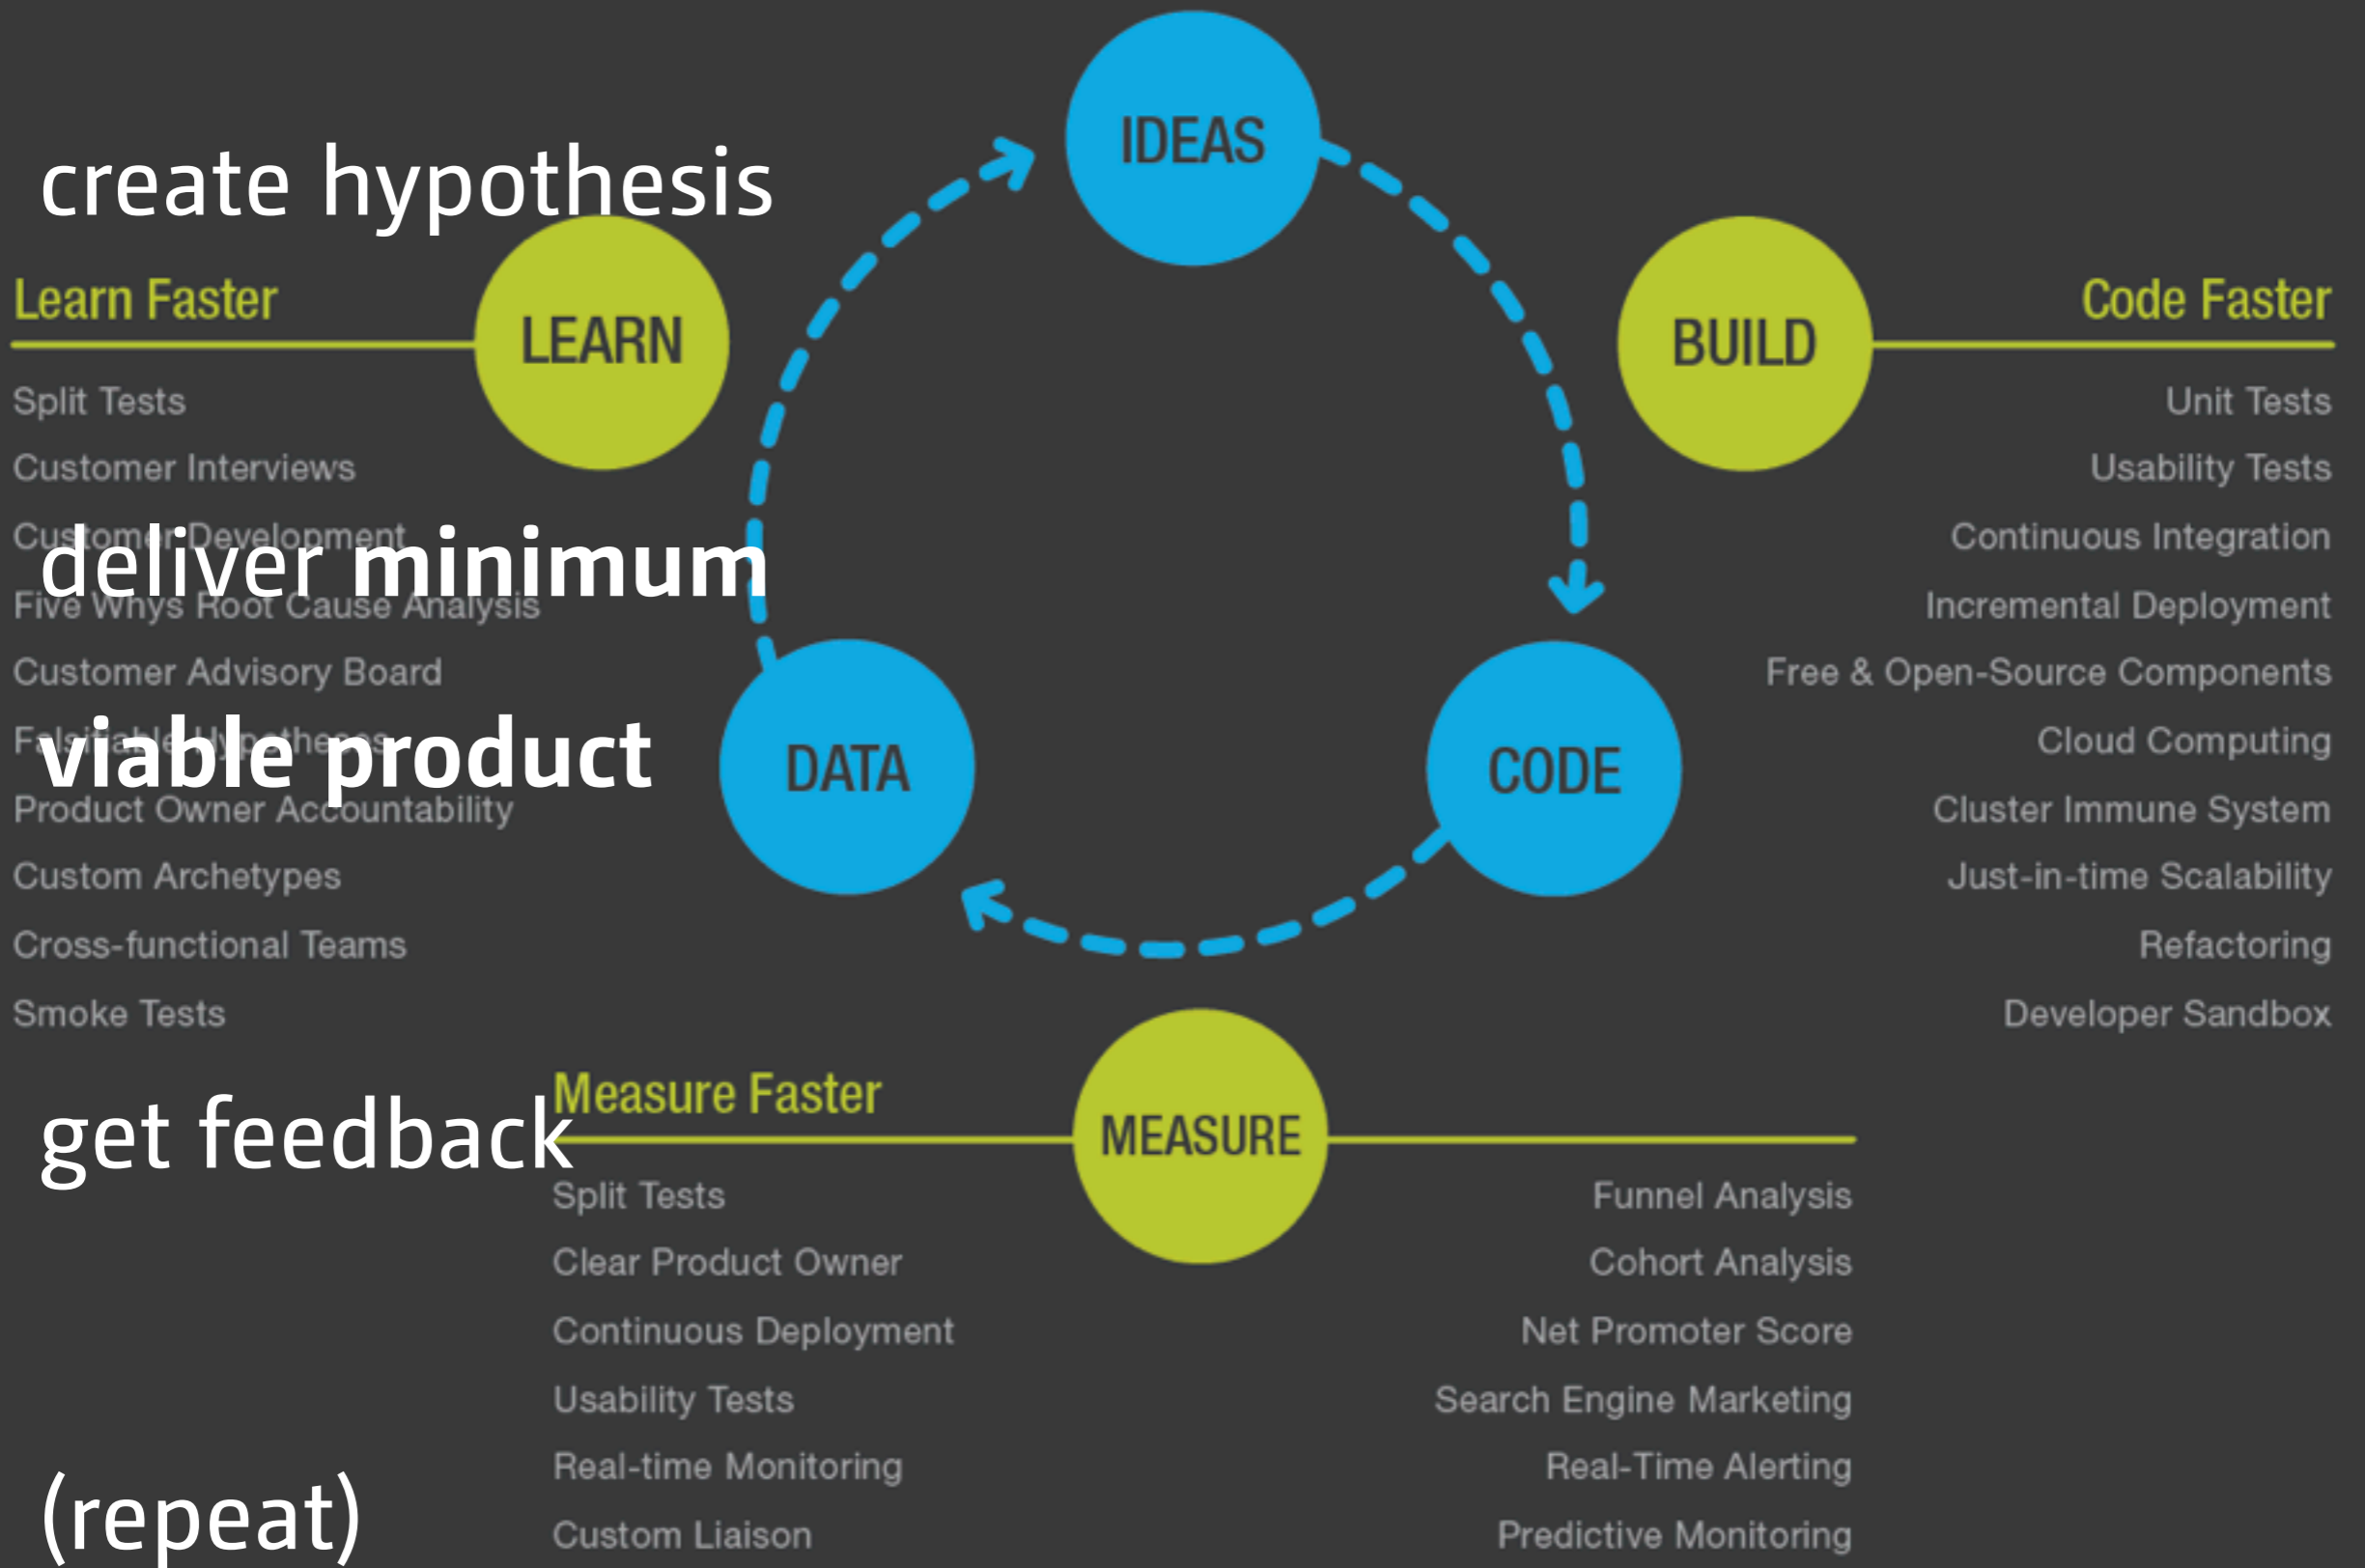 create hypothesis
deliver minimum
viable product
get feedback
(repeat)
IDEAS
LEARN
BUILD
DATA
CODE
MEASURE
Learn Faster
Split Tests
Customer Interviews
Customer Development
Five Whys Root Cause Analysis
Customer Advisory Board
Falsifiable Hypotheses
Product Owner Accountability
Custom Archetypes
Cross-functional Teams
Smoke Tests
Code Faster
Unit Tests
Usability Tests
Continuous Integration
Incremental Deployment
Free & Open-Source Components
Cloud Computing
Cluster Immune System
Just-in-time Scalability
Refactoring
Developer Sandbox
Measure Faster
Split Tests
Clear Product Owner
Continuous Deployment
Usability Tests
Real-time Monitoring
Custom Liaison
Funnel Analysis
Cohort Analysis
Net Promoter Score
Search Engine Marketing
Real-Time Alerting
Predictive Monitoring